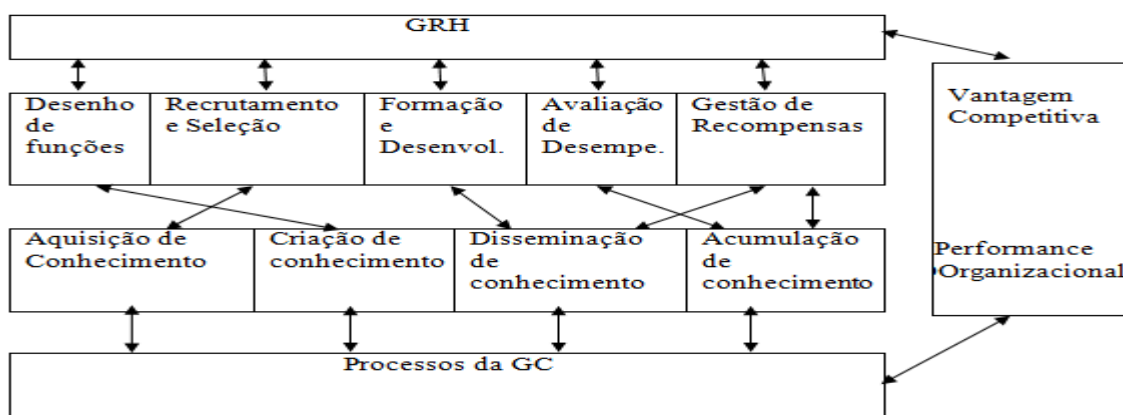 GRH
Desenho
de
funções
Recrutamento
e Seleção
Formação
e
Desenvol.
Avaliação
de
Desempe.
Gestão de
Recompensas
Vantagem
Competitiva
Performance
Organizacional
Aquisição de
Conhecimento
Criação de
conhecimento
Disseminação
de
conhecimento
Acumulação
de
conhecimento
Processos da GC